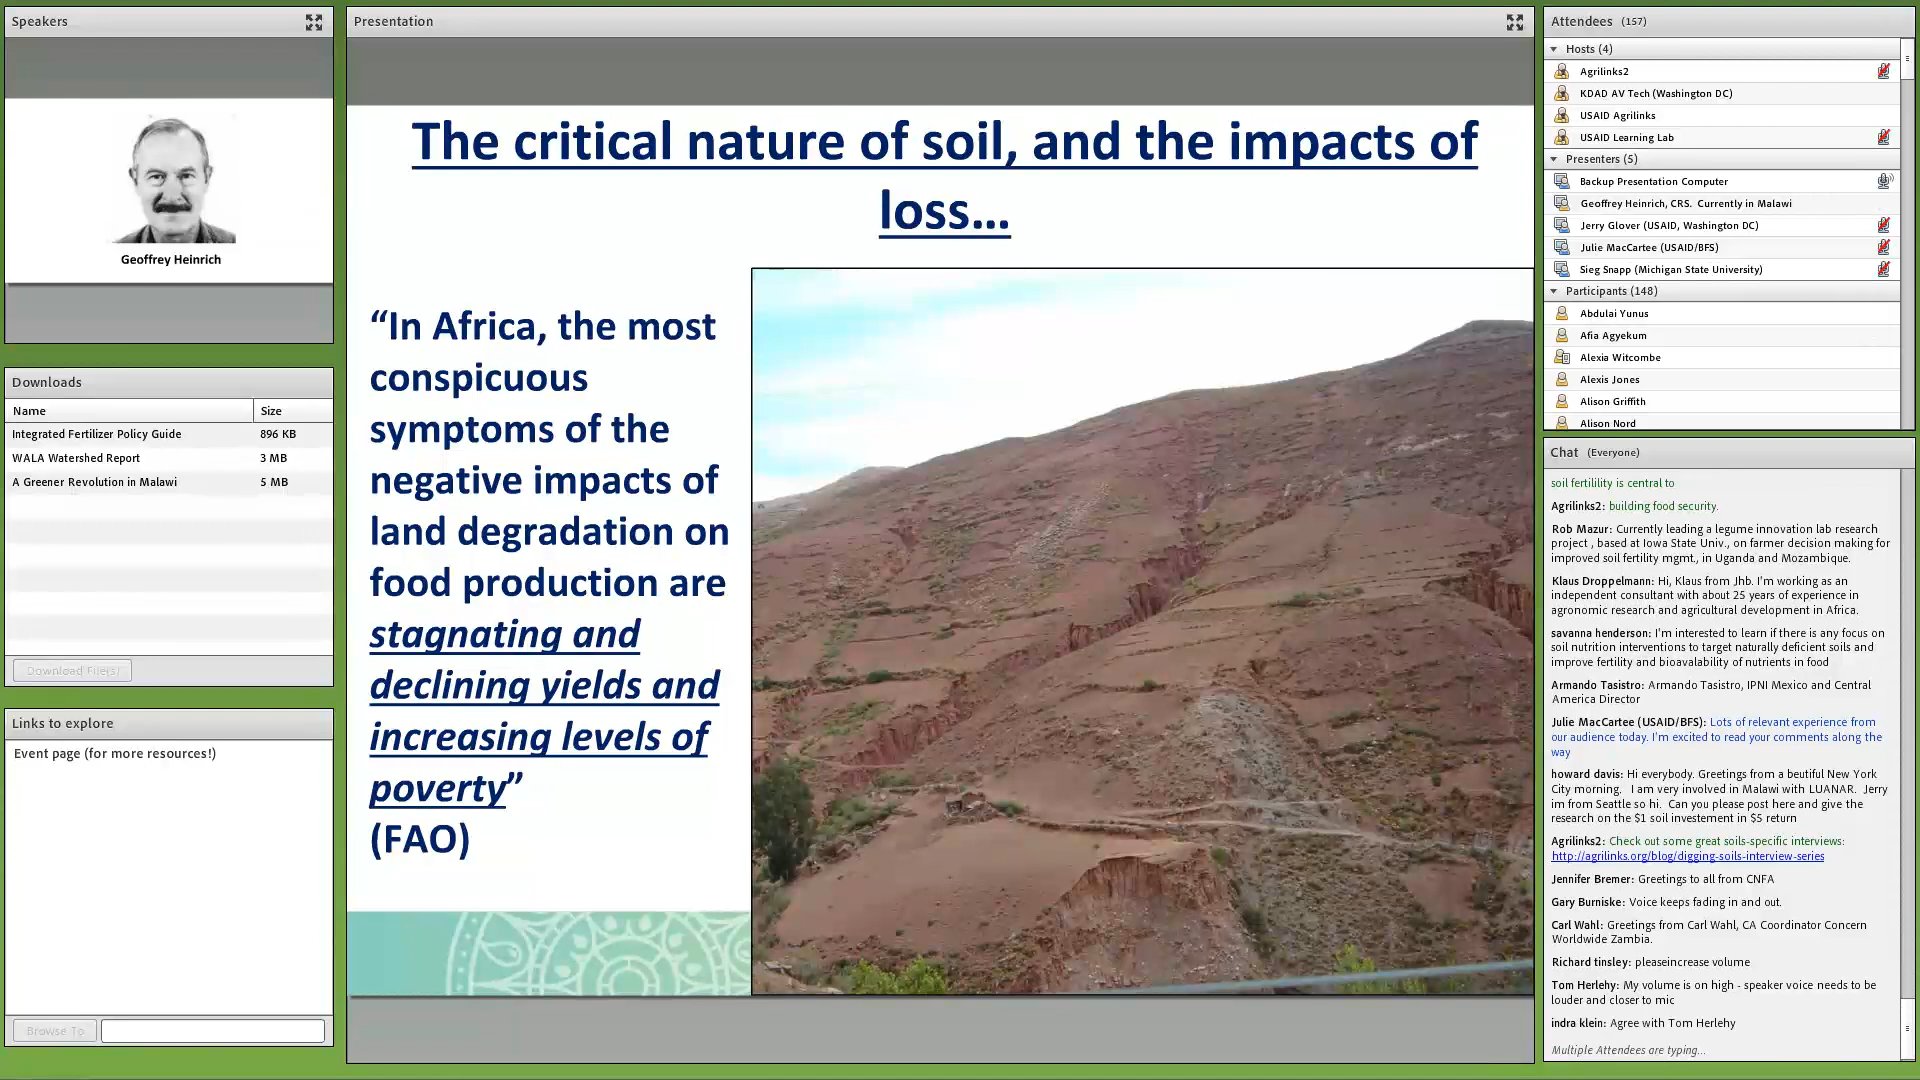 Speakers
Geoffrey Heinrich
Downloads
Name Size
Integrated Fertilizer Policy Guide 896 KB
WALA Watershed Report 3 MB
A Greener Revolution in Malawi 5 MB
Download File(s)
Links to explore
Event page (for more resources!)
Browse To
Presentation
The critical nature of soil, and the impacts of
loss...
“In Africa, the most
conspicuous
symptoms of the
negative impacts of
land degradation on
food production are
stagnating and
declining yields and
increasing levels of
poverty”
(FAO)
Attendees (157)
Hosts (4)
Agrilinks2
KDAD AV Tech (Washington DC)
USAID Agrilinks
USAID Learning Lab
Presenters (5)
Backup Presentation Computer
Geoffrey Heinrich, CRS. Currently in Malawi
Jerry Glover (USAID, Washington DC)
Julie MacCartee (USAID/BFS)
Sieg Snapp (Michigan State University)
Participants (148)
Abdulai Yunus
Afia Agyekum
Alexia Witcombe
Alexis Jones
Alison Griffith
Alison Nord
Chat (Everyone)
soil fertilility is central to
Agrilinks2: building food security.
Rob Mazur: Currently leading a legume innovation lab research
project , based at Iowa State Univ., on farmer decision making for
improved soil fertility mgmt., in Uganda and Mozambique.
Klaus Droppelmann: Hi, Klaus from Jhb. I'm working as an
independent consultant with about 25 years of experience in
agronomic research and agricultural development in Africa.
savanna henderson: I'm interested to learn if there is any focus on
soil nutrition interventions to target naturally deficient soils and
improve fertility and bioavalability of nutrients in food
Armando Tasistro: Armando Tasistro, IPNI Mexico and Central
America Director
Julie MacCartee (USAID/BFS): Lots of relevant experience from
our audience today. I'm excited to read your comments along the
way
howard davis: Hi everybody. Greetings from a beutiful New York
City morning. I am very involved in Malawi with LUANAR. Jerry
im from Seattle so hi. Can you please post here and give the
research on the $1 soil investement in $5 return
Agrilinks2: Check out some great soils-specific interviews:
http://agrilinks.org/blog/digging-soils-interview-series
Jennifer Bremer: Greetings to all from CNFA
Gary Burniske: Voice keeps fading in and out.
Carl Wahl: Greetings from Carl Wahl, CA Coordinator Concern
Worldwide Zambia.
Richard tinsley: pleaseincrease volume
Tom Herlehy: My volume is on high - speaker voice needs to be
louder and closer to mic
indra klein: Agree with Tom Herlehy
Multiple Attendees are typing...